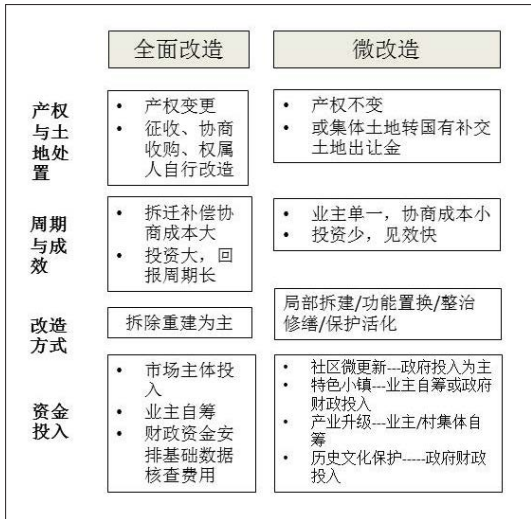 全面改造
微改造
产权
与土
地处
置
• 产权变更
• 征收、协商
收购、权属
人自行改造
• 产权不变
• 或集体土地转国有补交
土地出让金
周期
与成
效
• 拆迁补偿协
商成本大
• 投资大，回
报周期长
• 业主单一，协商成本小
• 投资少，见效快
改造
方式
拆除重建为主
局部拆建/功能置换/整治
修缮/保护活化
资金
投入
• 市场主体投
入
• 业主自筹
• 财政资金安
排基础数据
核查费用
• 社区微更新---政府投入为主
• 特色小镇---业主自筹或政府
财政投入
• 产业升级---业主/村集体自
筹
• 历史文化保护-----政府财政
投入